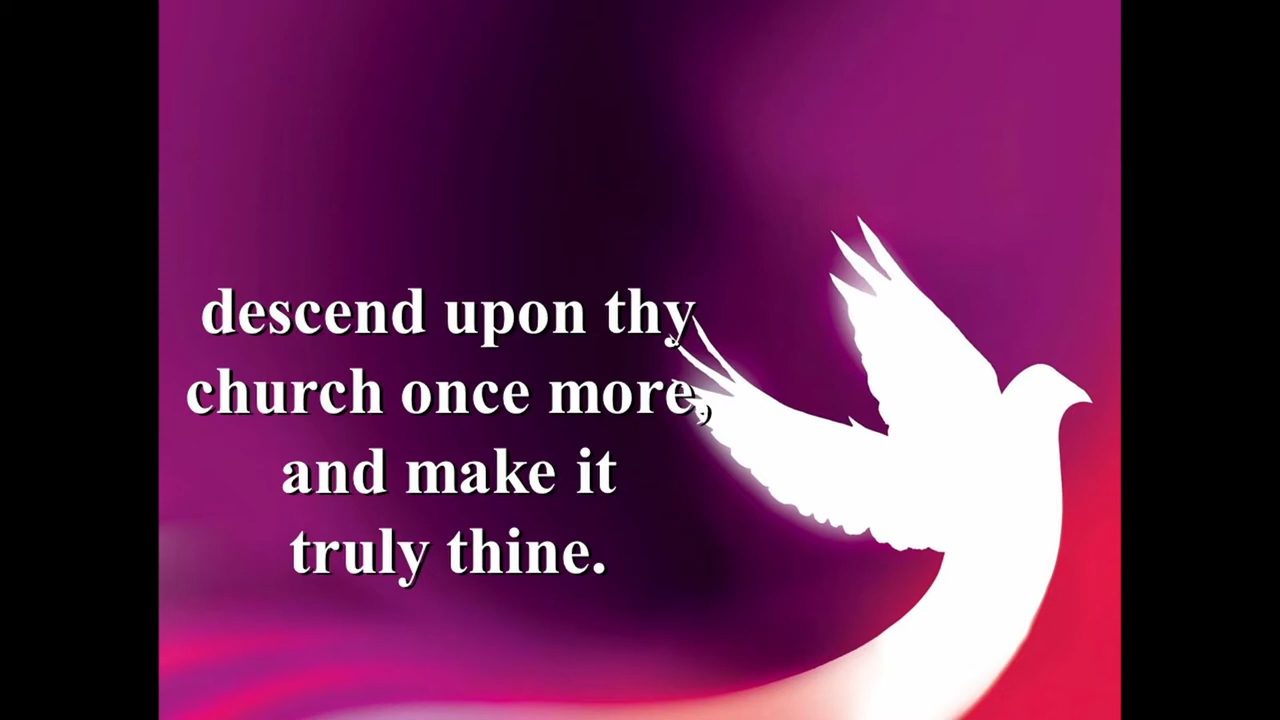 descend upon thy
church once more,
and make it
truly thine.